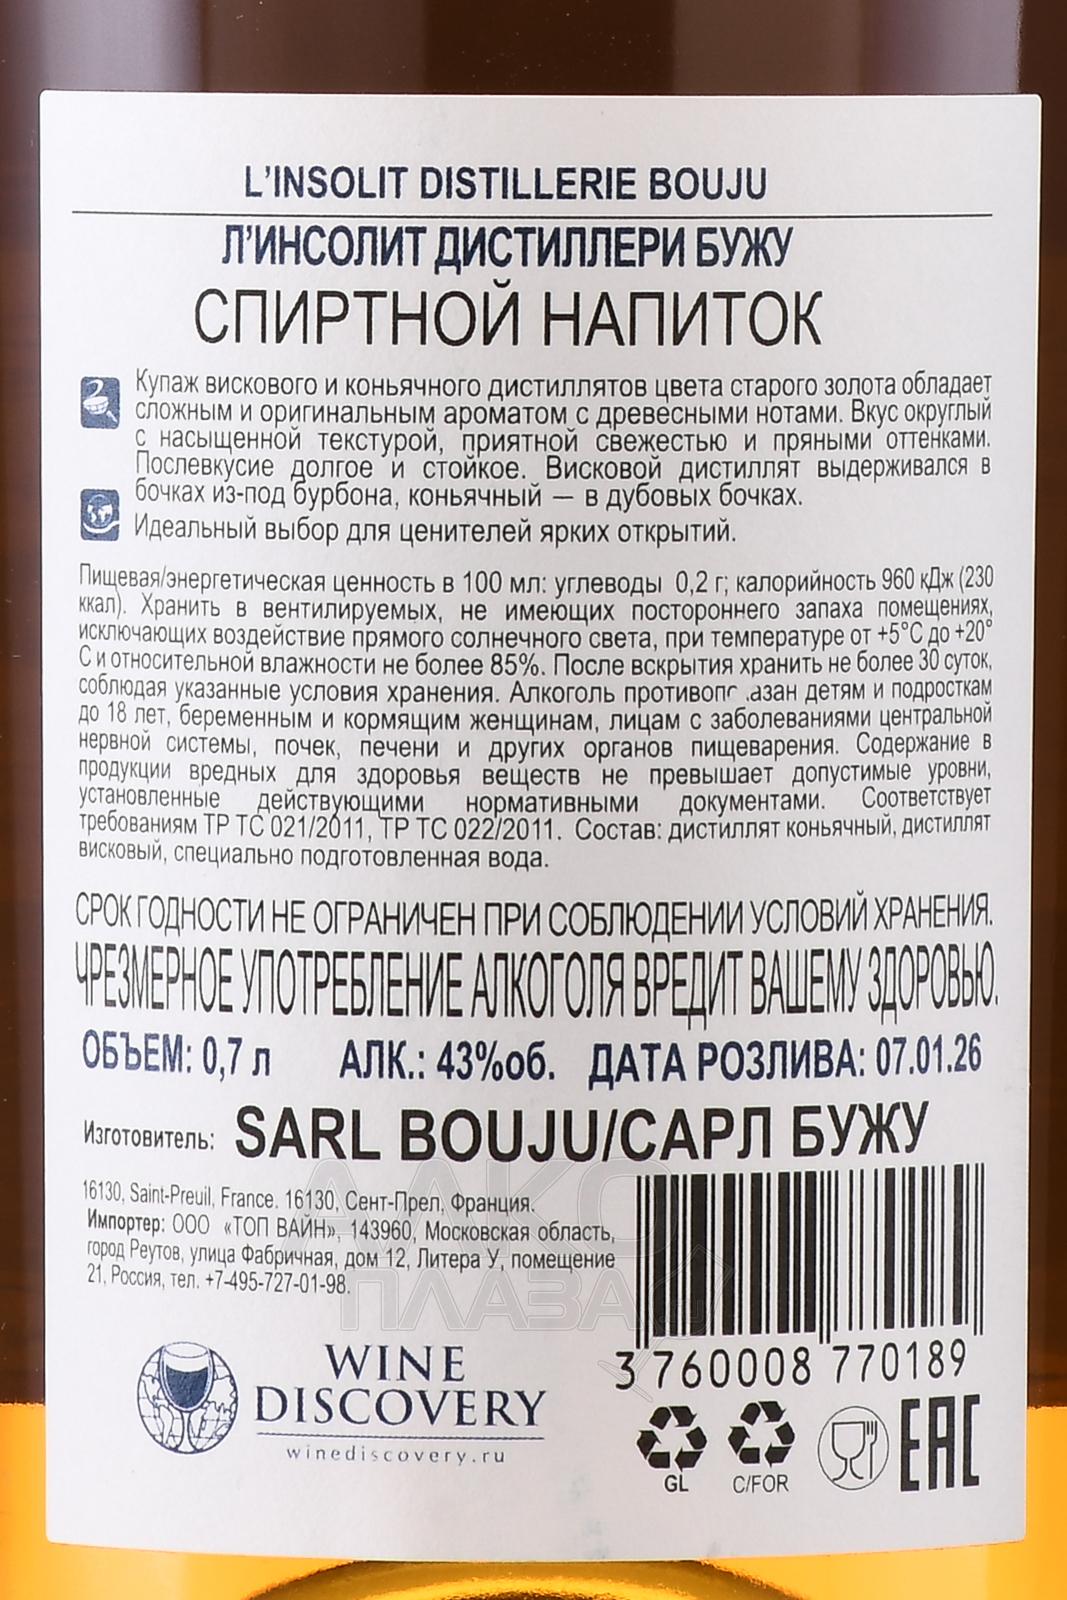 L'INSOLIT DISTILLERIE BOUJU
Л'ИНСОЛИТ ДИСТИЛЛЕРИ БУЖУ
СПИРТНОЙ НАПИТОК
Купаж вискового и коньячного дистиллятов цвета старого золота обладает
сложным и оригинальным ароматом с древесными нотами. Вкус округлый
с насыщенной текстурой, приятной свежестью и пряными оттенками.
Послевкусие долгое и стойкое. Висковой дистиллят выдерживался в
бочках из-под бурбона, коньячный — в дубовых бочках.
Идеальный выбор для ценителей ярких открытий.
Пищевая/энергетическая ценность в 100 мл: углеводы 0,2 г; калорийность 960 кДж (230
ккал). Хранить в вентилируемых, не имеющих постороннего запаха помещениях,
исключающих воздействие прямого солнечного света, при температуре от +5°C до +20°
С и относительной влажности не более 85%. После вскрытия хранить не более 30 суток,
соблюдая указанные условия хранения. Алкоголь детям и подросткам
до 18 лет, беременным и кормящим женщинам, лицам с заболеваниями центральной
нервной системы, почек, печени и других органов пищеварения. Содержание в
продукции вредных для здоровья веществ не превышает допустимые уровни,
установленные действующими нормативными документами. Соответствует
требованиям ТР ТС 021/2011, ТР ТС 022/2011. Состав: дистиллят коньячный, дистиллят
висковый, специально подготовленная вода.
СРОК ГОДНОСТИ НЕ ОГРАНИЧЕН ПРИ СОБЛЮДЕНИИ УСЛОВИЙ ХРАНЕНИЯ.
ЧРЕЗМЕРНОЕ УПОТРЕБЛЕНИЕ АЛКОГОЛЯ ВРЕДИТ ВАШЕМУ ЗДОРОВЬЮ.
ОБЪЕМ: 0,7 л АЛК.: 43%об. ДАТА РОЗЛИВА: 07.01.26
Изготовитель: SARL BOUJU/САРЛ БУЖУ
16130, Saint-Preuil, France. 16130, Сент-Прел, Франция.
Импортер: ООО «ТОП ВАЙН», 143960, Московская область,
город Реутов, улица Фабричная, дом 12, Литера У, помещение
21, Россия, тел. +7-495-727-01-98.
АЛКО
ПЛАЗА
3 760008 770189
WINE
DISCOVERY
winediscovery.ru
GL C/FOR EAC